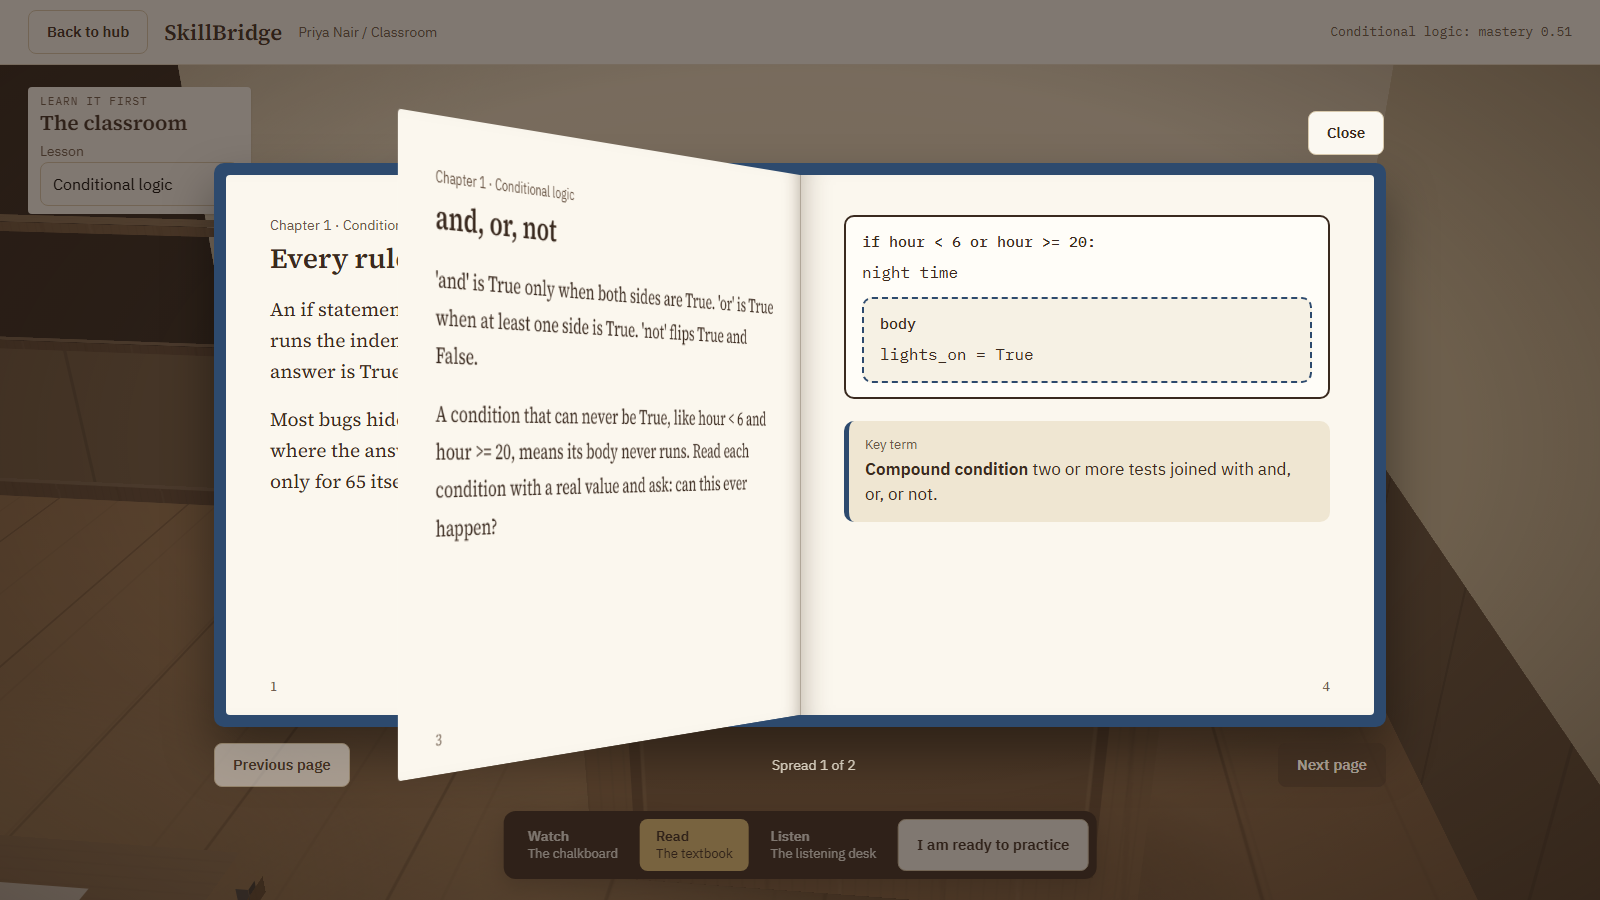 Back to hub
SkillBridge
Priya Nair / Classroom
Conditional logic: mastery 0.51
LEARN IT FIRST
The classroom
Lesson
Conditional logic
Close
Chapter 1 · 
Every
An if
runs the
answer is True
Most bugs
where the
only for 65
1
Chapter 1 · Conditional logic
and, or, not
'and' is True only when both sides are True. 'or' is True
when at least one side is True. 'not' flips True and
False.
A condition that can never be True, like hour < 6 and
hour >= 20, means its body never runs. Read each
condition with a real value and ask: can this ever
happen?
3
if hour < 6 or hour >= 20:
night time
body
lights_on = True
Key term
Compound condition two or more tests joined with and,
or, or not.
4
Previous page
Spread 1 of 2
Next page
Watch
The chalkboard
Read
The textbook
Listen
The listening desk
I am ready to practice